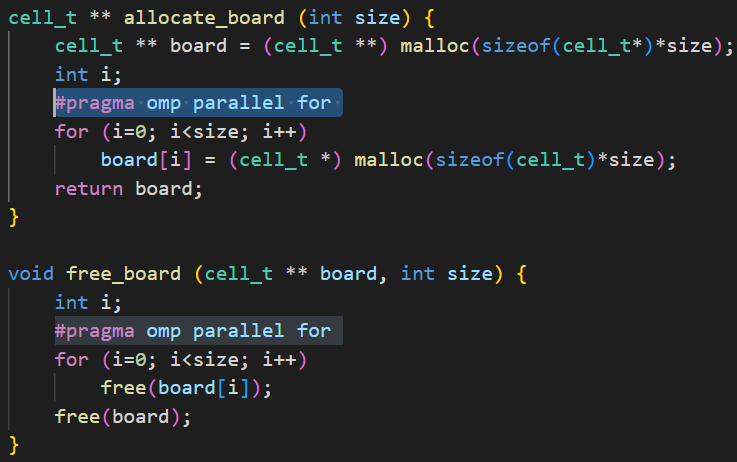 cell_t ** allocate_board (int size) {
    cell_t ** board = (cell_t **) malloc(sizeof(cell_t*)*size);
    int i;
    #pragma omp parallel for
    for (i=0; i<size; i++)
        board[i] = (cell_t *) malloc(sizeof(cell_t)*size);
    return board;
}

void free_board (cell_t ** board, int size) {
    int i;
    #pragma omp parallel for
    for (i=0; i<size; i++)
        free(board[i]);
    free(board);
}